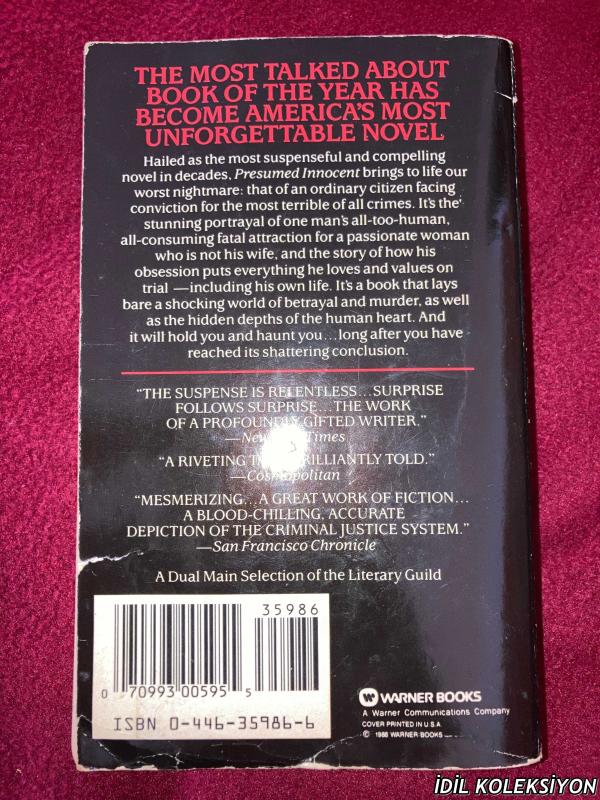 THE MOST TALKED ABOUT
BOOK OF THE YEAR HAS
BECOME AMERICA'S MOST
UNFORGETTABLE NOVEL
Hailed as the most suspenseful and compelling
novel in decades, Presumed Innocent brings to life our
worst nightmare: that of an ordinary citizen facing
conviction for the most terrible of all crimes. It's the
stunning portrayal of one man's all-too-human,
all-consuming fatal attraction for a passionate woman
who is not his wife, and the story of how his
obsession puts everything he loves and values on
trial—including his own life. It's a book that lays
bare a shocking world of betrayal and murder, as well
as the hidden depths of the human heart. And
it will hold you and haunt you...long after you have
reached its shattering conclusion.
"THE SUSPENSE IS RELENTLESS...SURPRISE
FOLLOWS SURPRISE...THE WORK
OF A PROFOUNDLY GIFTED WRITER."
—New Times
"A RIVETING BRILLIANTLY TOLD."
—Cosmopolitan
"MESMERIZING...A GREAT WORK OF FICTION...
A BLOOD-CHILLING, ACCURATE
DEPICTION OF THE CRIMINAL JUSTICE SYSTEM."
—San Francisco Chronicle
A Dual Main Selection of the Literary Guild
35986
0 70993 00595 5
ISBN 0-446-35986-6
WARNER BOOKS
A Warner Communications Company
COVER PRINTED IN U.S.A.
© 1988 WARNER BOOKS
İDİL KOLEKSİYON